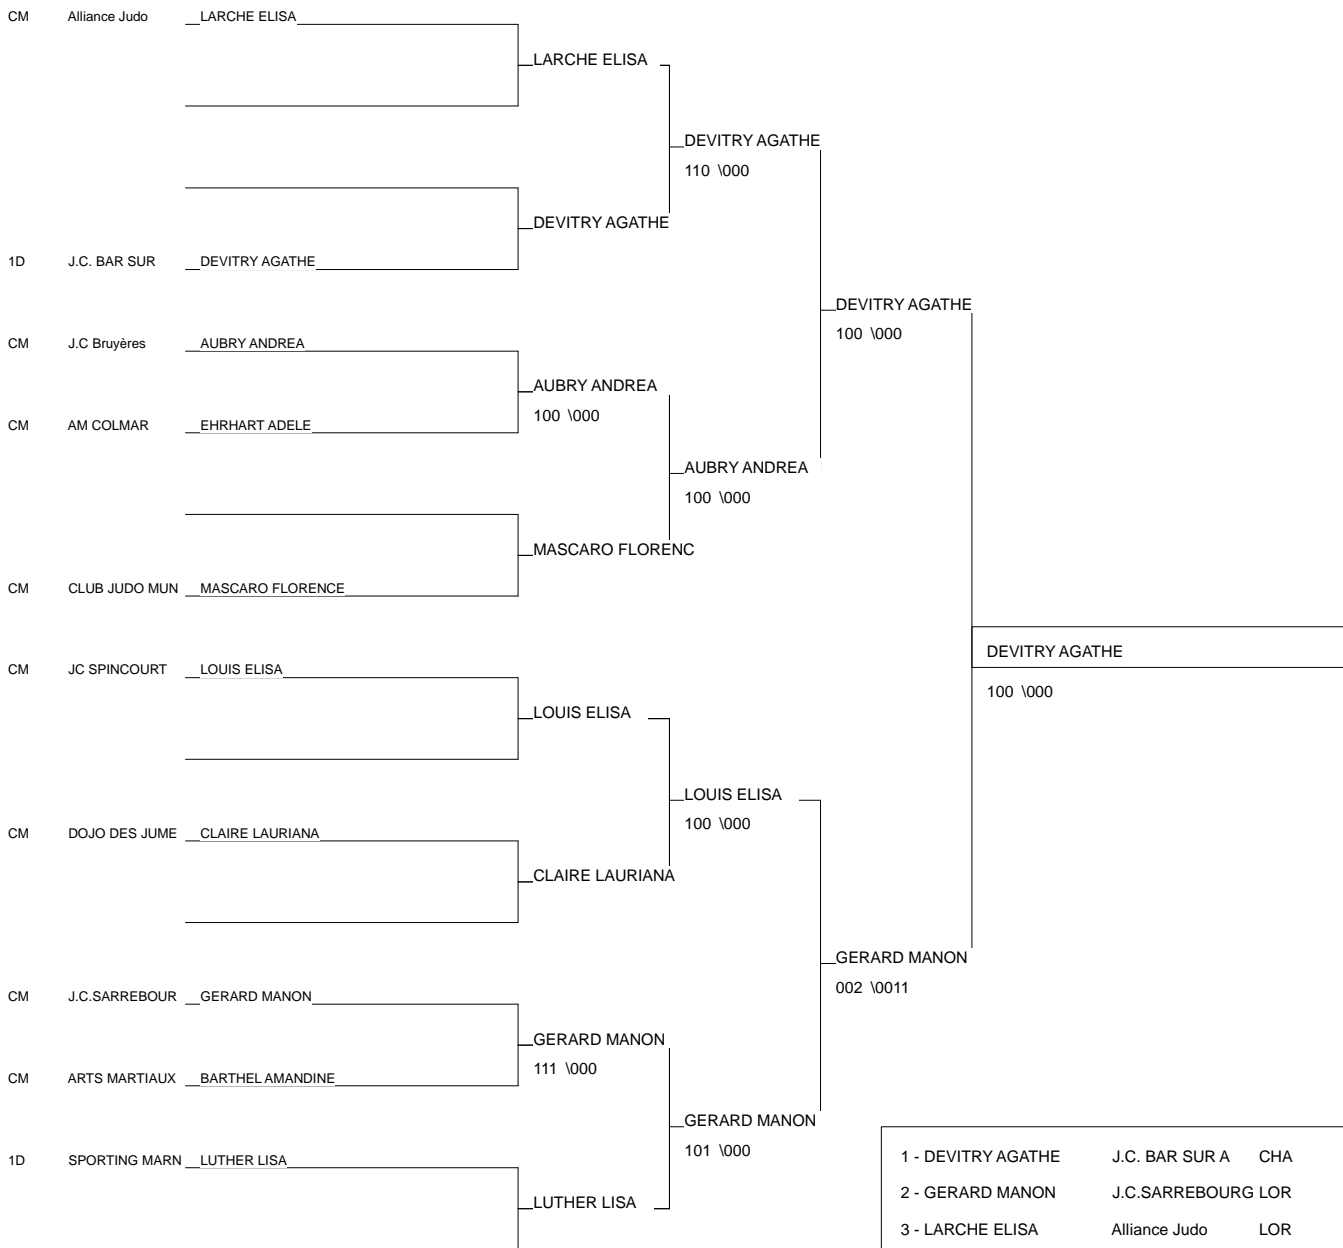 CM Alliance Judo LARCHE ELISA
LARCHE ELISA
DEVITRY AGATHE
110 \000
DEVITRY AGATHE
1D J.C. BAR SUR DEVITRY AGATHE
DEVITRY AGATHE
100 \000
CM J.C Bruyères AUBRY ANDREA
AUBRY ANDREA
100 \000
CM AM COLMAR EHRHART ADELE
AUBRY ANDREA
100 \000
MASCARO FLORENC
CM CLUB JUDO MUN MASCARO FLORENCE
DEVITRY AGATHE
100 \000
CM JC SPINCOURT LOUIS ELISA
LOUIS ELISA
LOUIS ELISA
100 \000
CM DOJO DES JUME CLAIRE LAURIANA
CLAIRE LAURIANA
GERARD MANON
002 \0011
CM J.C.SARREBOUR GERARD MANON
GERARD MANON
111 \000
CM ARTS MARTIAUX BARTHEL AMANDINE
GERARD MANON
101 \000
1D SPORTING MARN LUTHER LISA
LUTHER LISA
1 - DEVITRY AGATHE J.C. BAR SUR A CHA
2 - GERARD MANON J.C.SARREBOURG LOR
3 - LARCHE ELISA Alliance Judo LOR